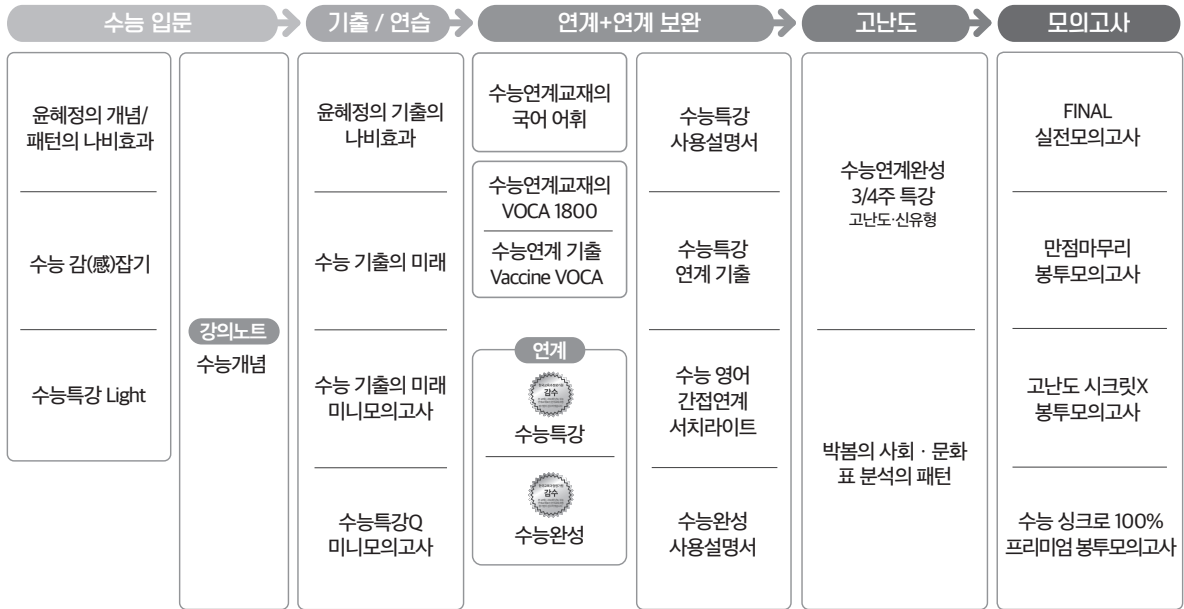 수능 입문
기출 / 연습
연계+연계 보완
고난도
모의고사
윤혜정의 개념/
패턴의 나비효과
수능 감(感)잡기
수능특강 Light
강의노트
수능개념
윤혜정의 기출의
나비효과
수능 기출의 미래
수능 기출의 미래
미니모의고사
수능특강Q
미니모의고사
수능연계교재의
국어 어휘
수능연계교재의
VOCA 1800
수능연계 기출
Vaccine VOCA
연계
감수
수능특강
감수
수능완성
수능특강
사용설명서
수능특강
연계 기출
수능 영어
간접연계
서치라이트
수능완성
사용설명서
수능연계완성
3/4주 특강
고난도·신유형
박봄의 사회 · 문화
표 분석의 패턴
FINAL
실전모의고사
만점마무리
봉투모의고사
고난도 시크릿X
봉투모의고사
수능 싱크로 100%
프리미엄 봉투모의고사